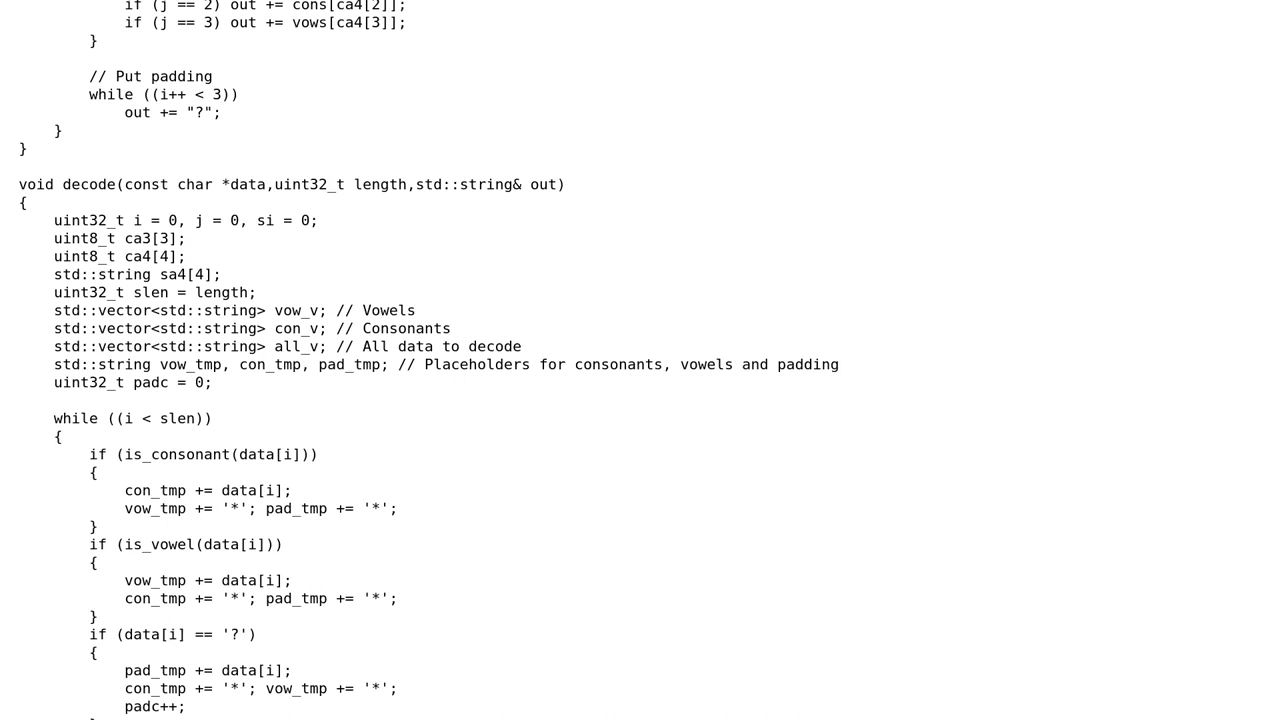 if (j == 2) out += cons[ca4[2]];
            if (j == 3) out += vows[ca4[3]];
        }

        // Put padding
        while ((i++ < 3))
            out += "?";
    }
}

void decode(const char *data,uint32_t length,std::string& out)
{
    uint32_t i = 0, j = 0, si = 0;
    uint8_t ca3[3];
    uint8_t ca4[4];
    std::string sa4[4];
    uint32_t slen = length;
    std::vector<std::string> vow_v; // Vowels
    std::vector<std::string> con_v; // Consonants
    std::vector<std::string> all_v; // All data to decode
    std::string vow_tmp, con_tmp, pad_tmp; // Placeholders for consonants, vowels and padding
    uint32_t padc = 0;

    while ((i < slen))
    {
        if (is_consonant(data[i]))
        {
            con_tmp += data[i];
            vow_tmp += '*'; pad_tmp += '*';
        }
        if (is_vowel(data[i]))
        {
            vow_tmp += data[i];
            con_tmp += '*'; pad_tmp += '*';
        }
        if (data[i] == '?')
        {
            pad_tmp += data[i];
            con_tmp += '*'; vow_tmp += '*';
            padc++;
        }